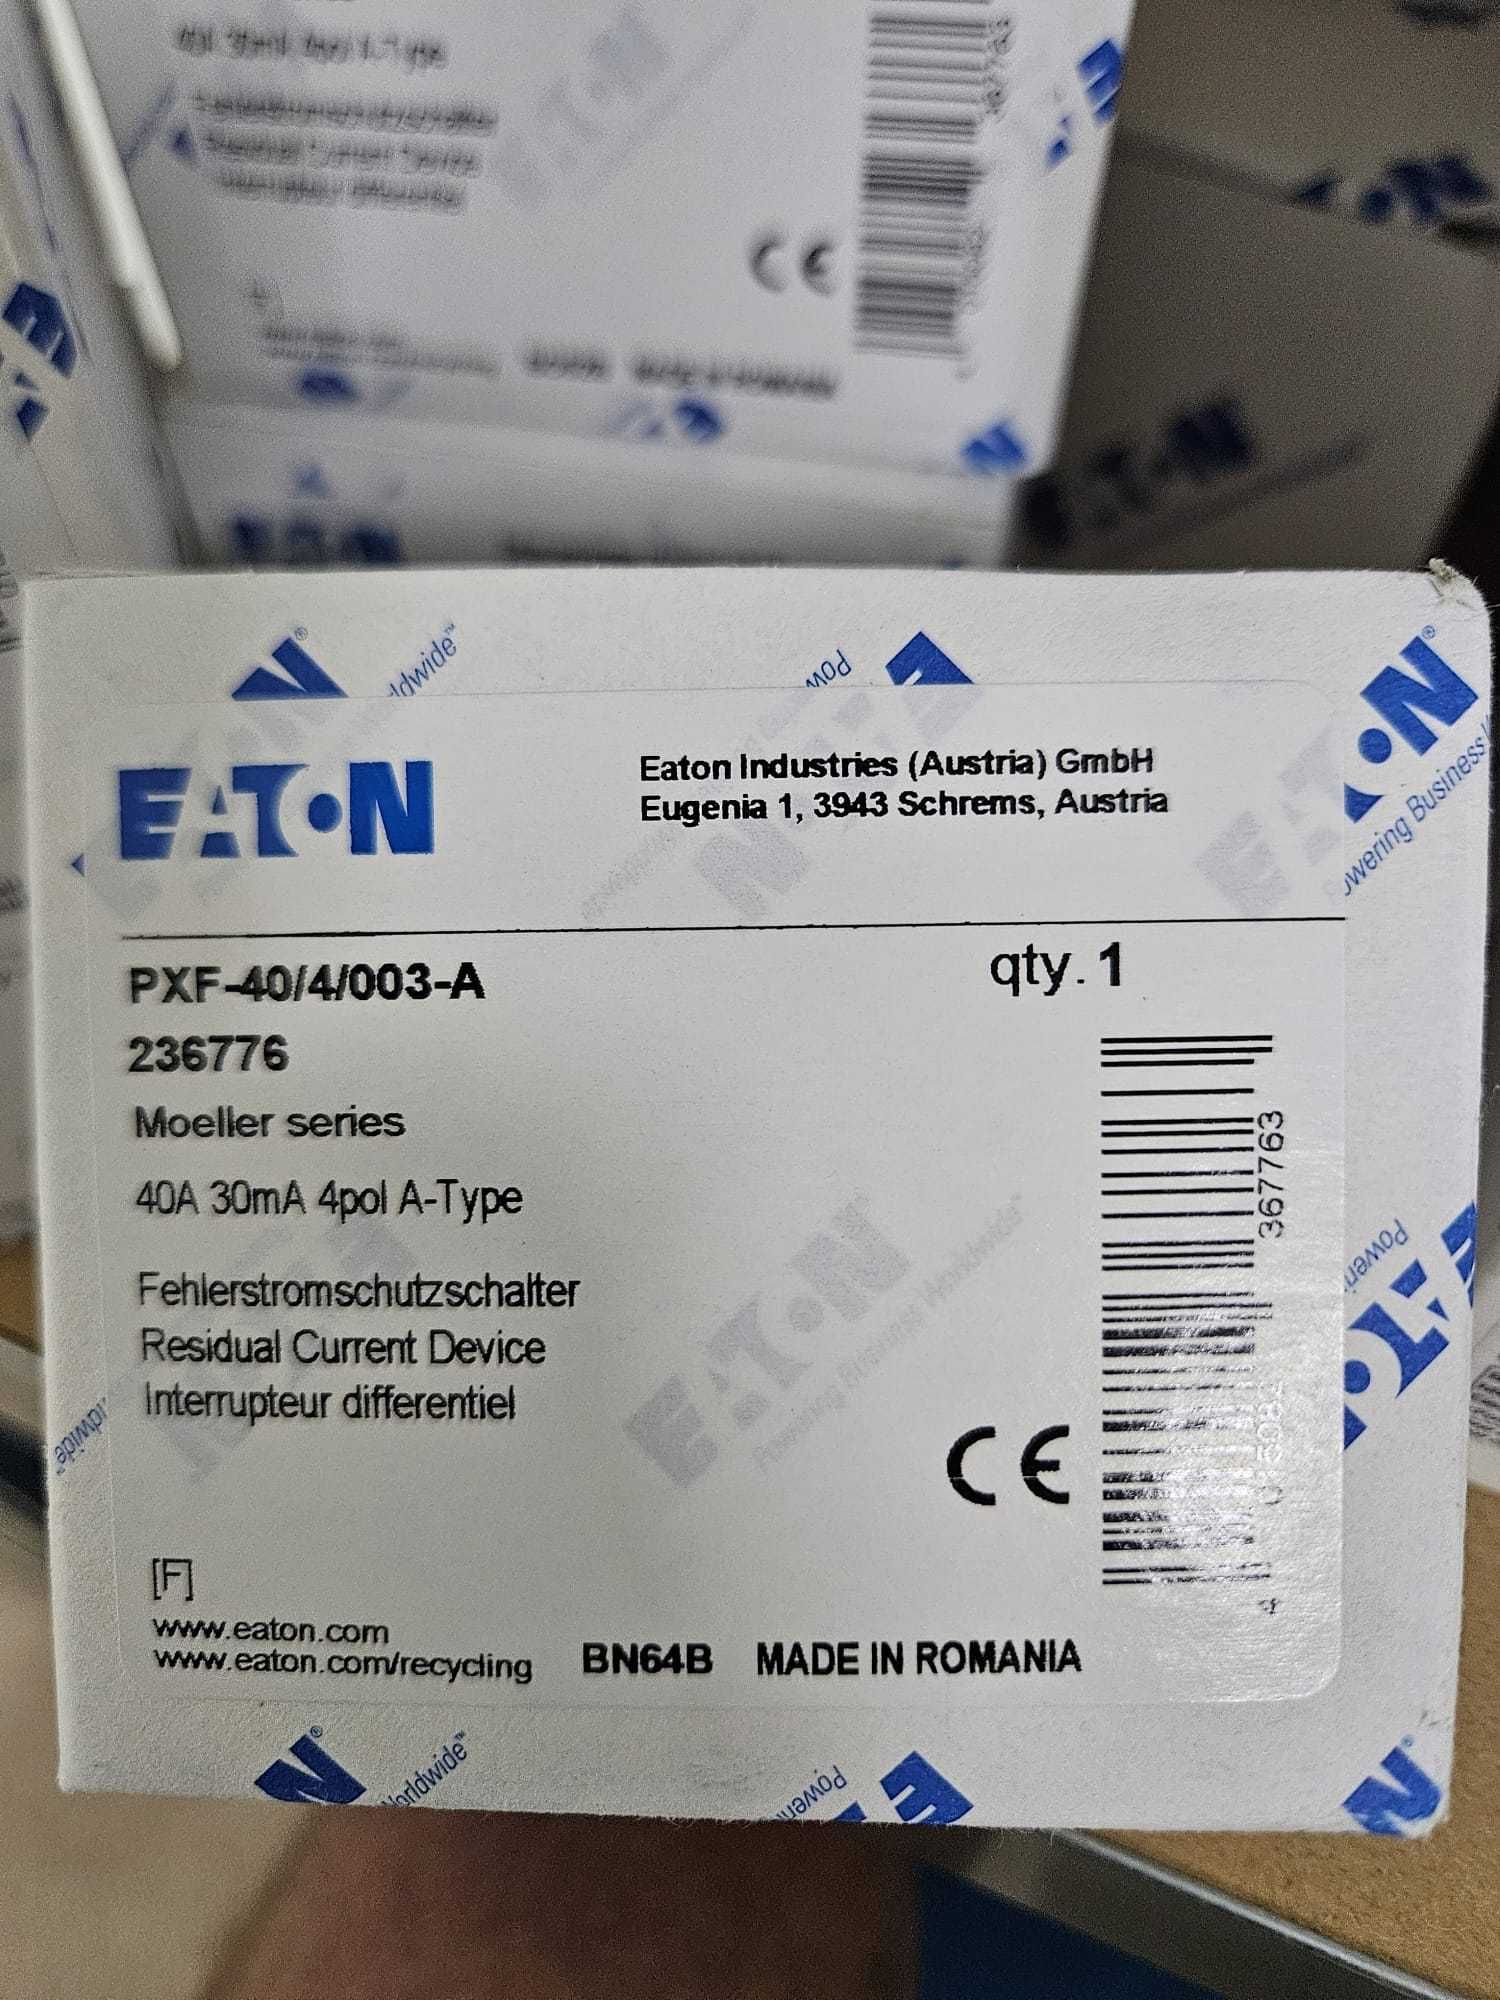 EATON
Eaton Industries (Austria) GmbH
Eugenia 1, 3943 Schrems, Austria
PXF-40/4/003-A
qty. 1
236776
Moeller series
40A 30mA 4pol A-Type
367763
Fehlerstromschutzschalter
Residual Current Device
Interrupteur differentiel
CE
[F]
www.eaton.com
www.eaton.com/recycling
BN64B MADE IN ROMANIA